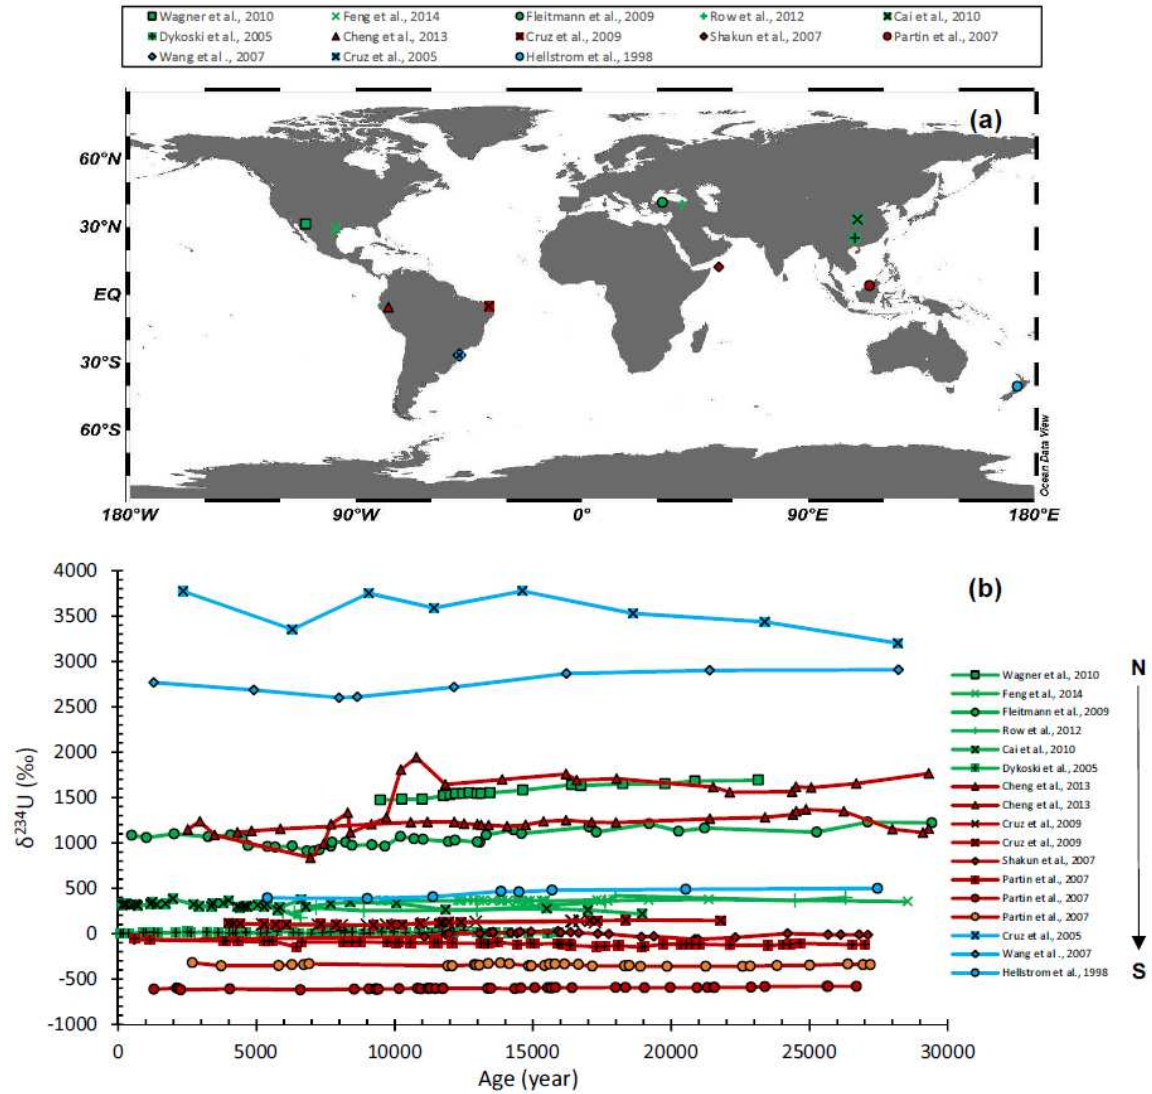 Wagner et al., 2010 Feng et al., 2014 Fleitmann et al., 2009 Row et al., 2012 Cai et al., 2010
Dykoski et al., 2005 Cheng et al., 2013 Cruz et al., 2009 Shakun et al., 2007 Partin et al., 2007
Wang et al ., 2007 Cruz et al., 2005 Hellstrom et al., 1998
(a)
60°N
30°N
EQ
30°S
60°S
Ocean Data View
180°W 90°W 0° 90°E 180°E
(b)
4000
3500
3000
2500
2000
1500
1000
500
0
-500
-1000
δ²³⁴U (‰)
0 5000 10000 15000 20000 25000 30000
Age (year)
N
Wagner et al., 2010
Feng et al., 2014
Fleitmann et al., 2009
Row et al., 2012
Cai et al., 2010
Dykoski et al., 2005
Cheng et al., 2013
Cheng et al., 2013
Cruz et al., 2009
Cruz et al., 2009
Shakun et al., 2007
Partin et al., 2007
Partin et al., 2007
Partin et al., 2007
Cruz et al., 2005
Wang et al., 2007
Hellstrom et al., 1998
S